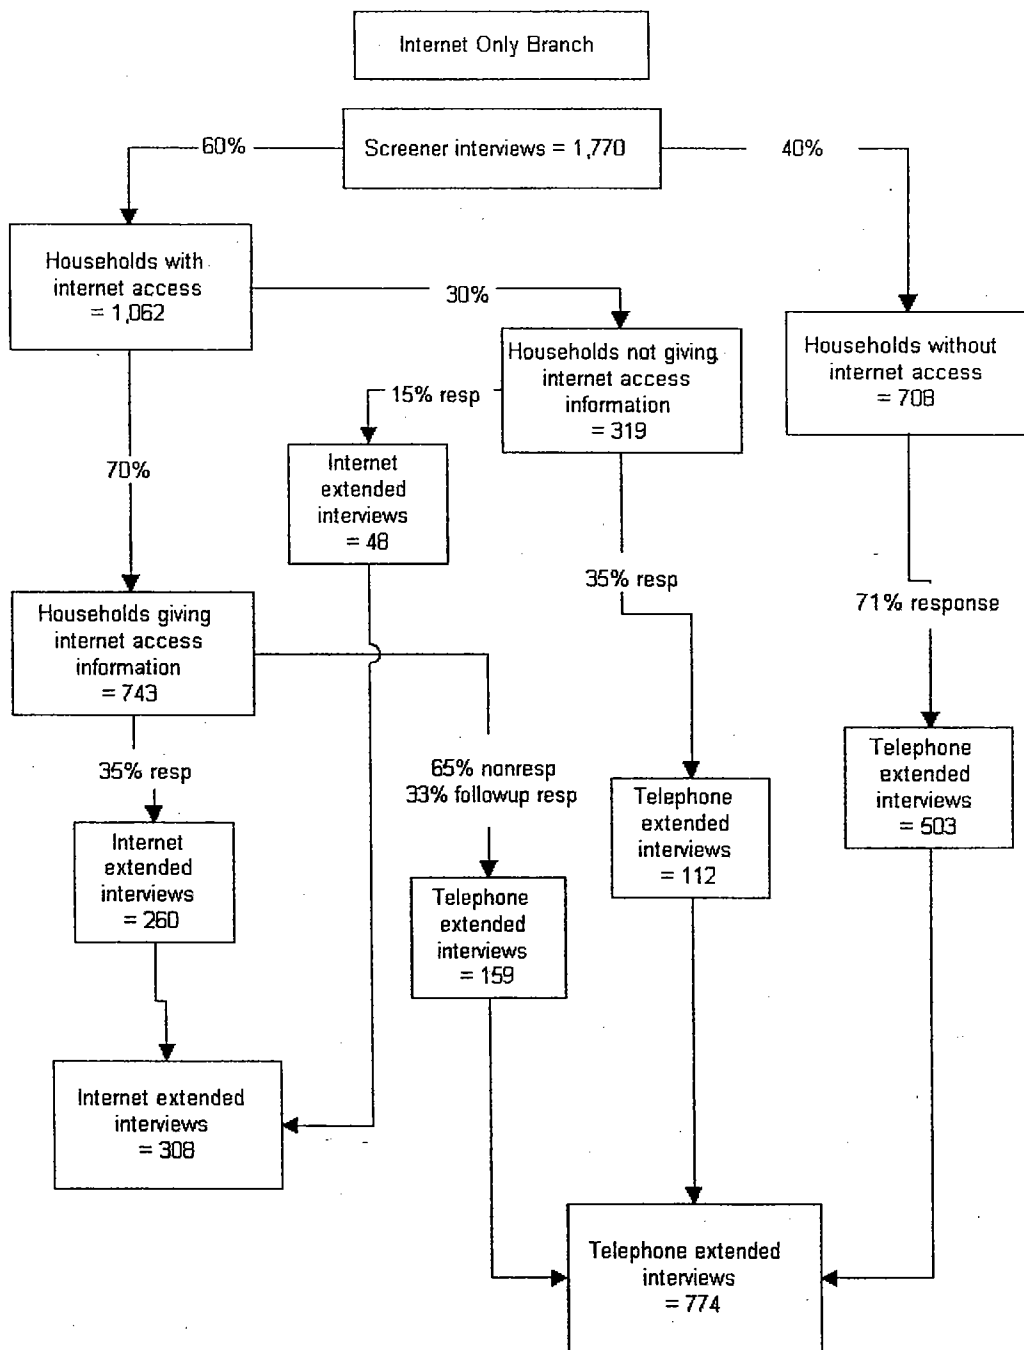 Internet Only Branch
60%
Screener interviews = 1,770
40%
Households with
internet access
= 1,062
30%
Households not giving
internet access
information
= 319
Households without
internet access
= 708
15% resp
70%
Internet
extended
interviews
= 48
35% resp
71% response
Households giving
internet access
information
= 743
35% resp
65% nonresp
33% followup resp
Telephone
extended
interviews
= 503
Telephone
extended
interviews
= 112
Internet
extended
interviews
= 260
Telephone
extended
interviews
= 159
Internet extended
interviews
= 308
Telephone extended
interviews
= 774